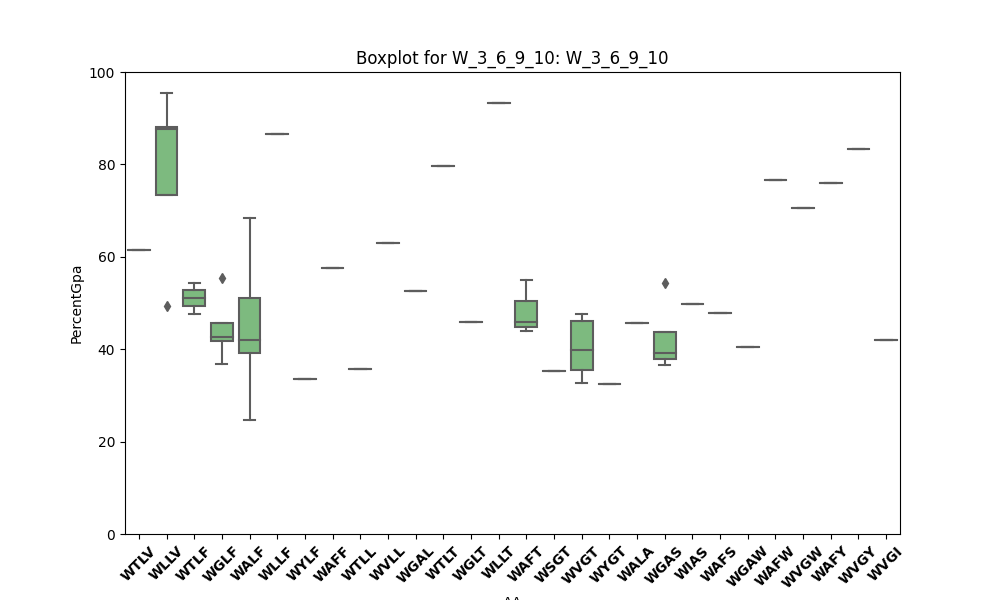 Boxplot for W_3_6_9_10: W_3_6_9_10
PercentGpa
100
80
60
40
20
0
WTLV
WLLV
WTLF
WGLF
WALF
WLLF
WYLF
WAFF
WTLL
WVLL
WGAL
WTLT
WGLT
WLLT
WAFT
WSGT
WVGT
WYGT
WALA
WGAS
WIAS
WAFS
WGAW
WAFW
WVGW
WAFY
WVGY
WVGI